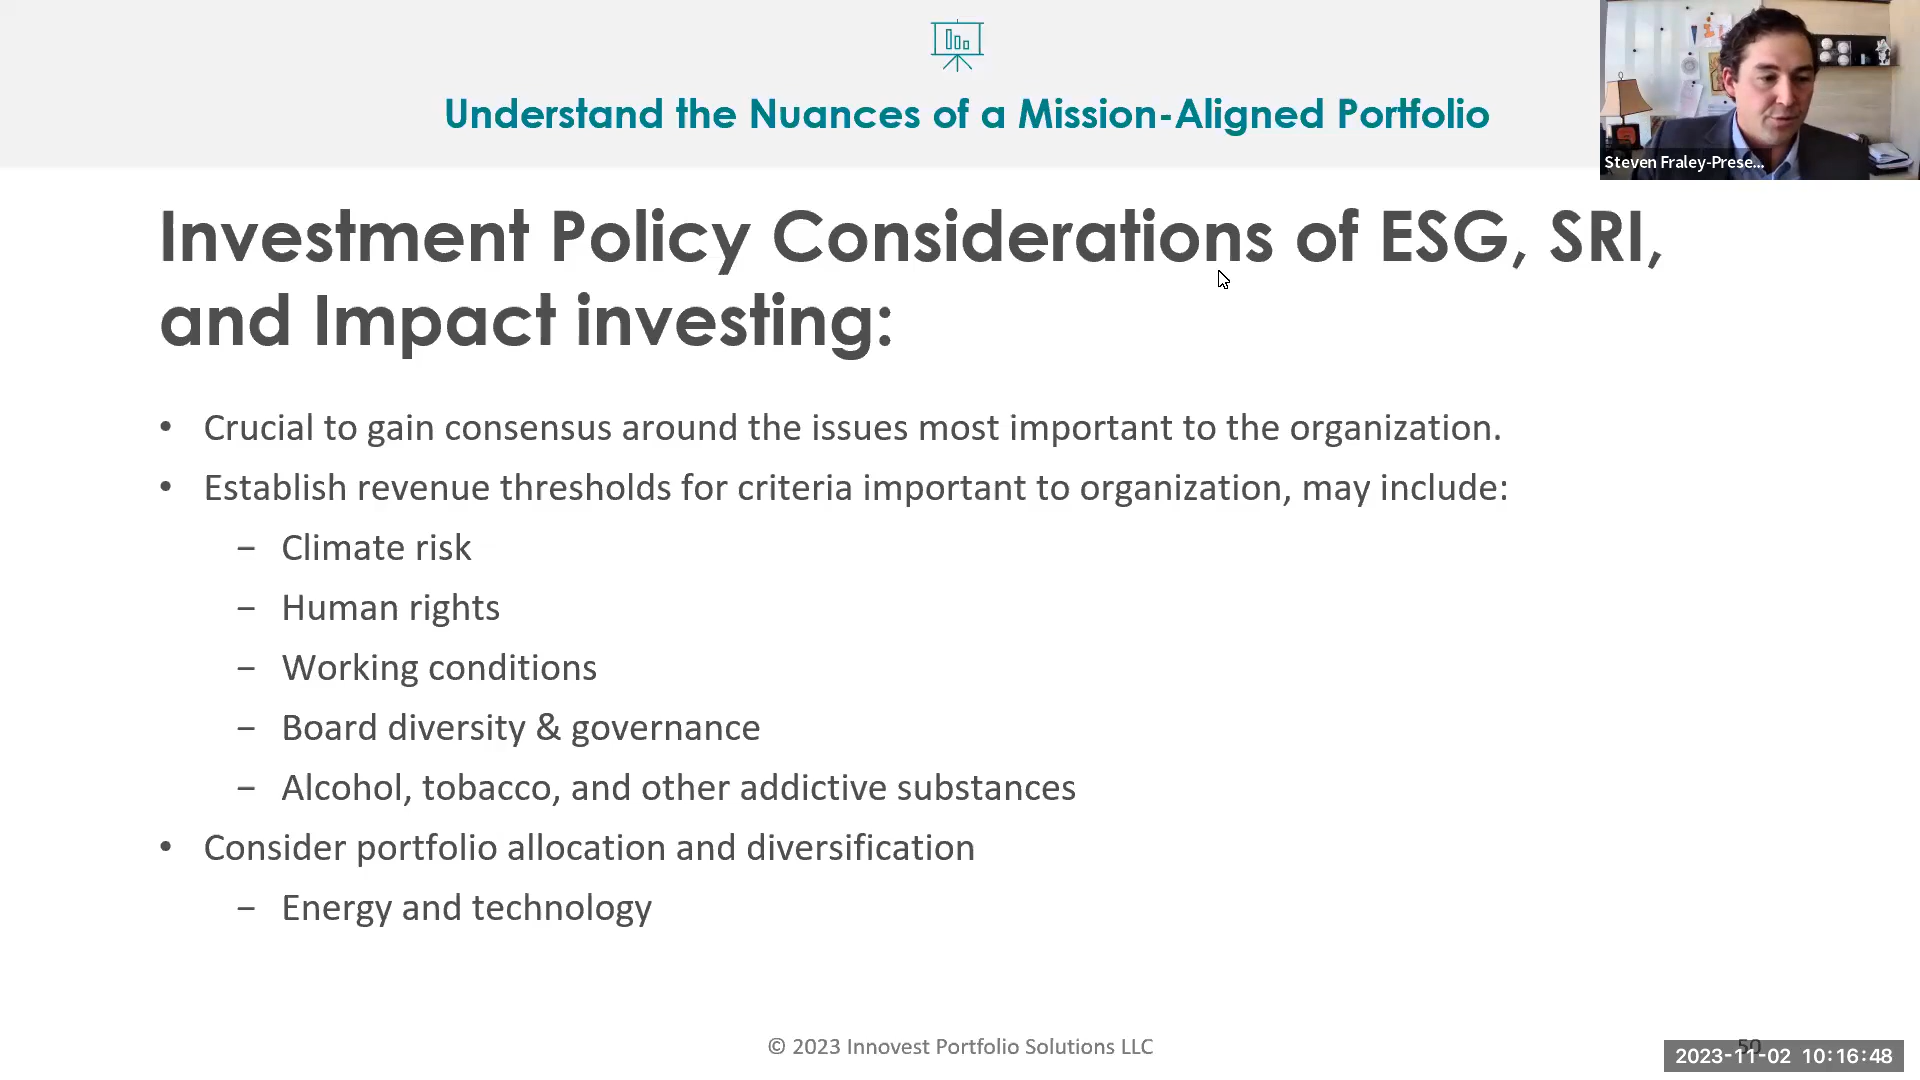 Understand the Nuances of a Mission-Aligned Portfolio
Steven Fraley-Prese...
Investment Policy Considerations of ESG, SRI,
and Impact investing:
• Crucial to gain consensus around the issues most important to the organization.
• Establish revenue thresholds for criteria important to organization, may include:
– Climate risk
– Human rights
– Working conditions
– Board diversity & governance
– Alcohol, tobacco, and other addictive substances
• Consider portfolio allocation and diversification
– Energy and technology
© 2023 Innovest Portfolio Solutions LLC
50
2023-11-02 10:16:48